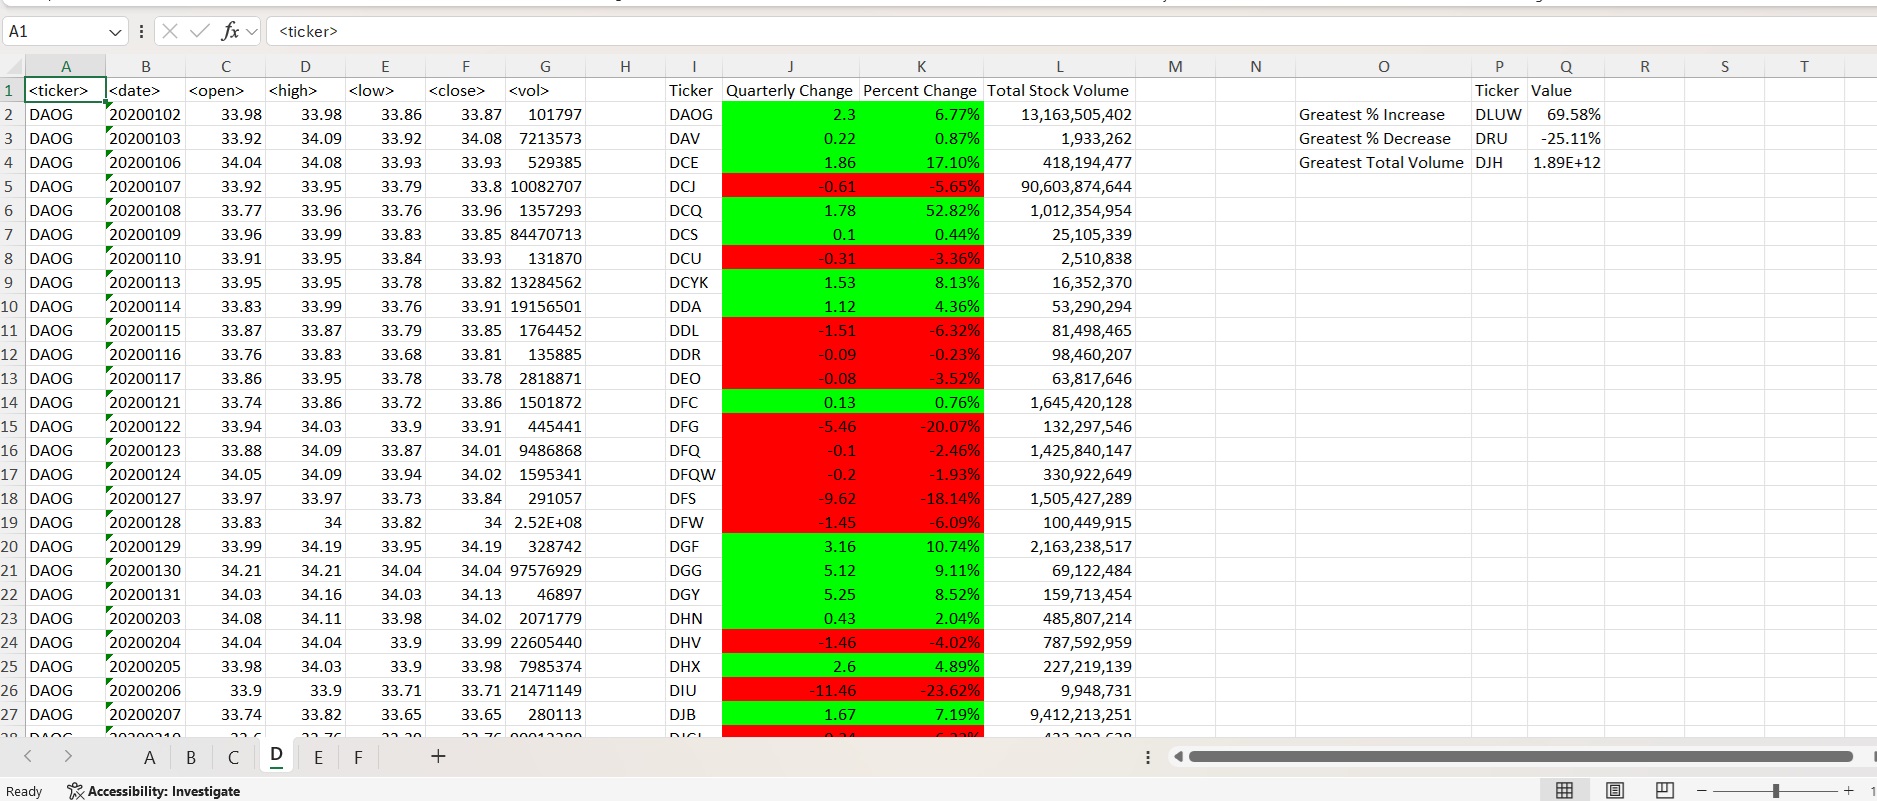 A1 fx <ticker>
A B C D E F G H I J K L M N O P Q R S T
1 <ticker> <date> <open> <high> <low> <close> <vol> Ticker Quarterly Change Percent Change Total Stock Volume Ticker Value
2 DAOG 20200102 33.98 33.98 33.86 33.87 101797 DAOG 2.3 6.77% 13,163,505,402 Greatest % Increase DLUW 69.58%
3 DAOG 20200103 33.92 34.09 33.92 34.08 7213573 DAV 0.22 0.87% 1,933,262 Greatest % Decrease DRU -25.11%
4 DAOG 20200106 34.04 34.08 33.93 33.93 529385 DCE 1.86 17.10% 418,194,477 Greatest Total Volume DJH 1.89E+12
5 DAOG 20200107 33.92 33.95 33.79 33.8 10082707 DCJ -0.61 -5.65% 90,603,874,644
6 DAOG 20200108 33.77 33.96 33.76 33.96 1357293 DCQ 1.78 52.82% 1,012,354,954
7 DAOG 20200109 33.96 33.99 33.83 33.85 84470713 DCS 0.1 0.44% 25,105,339
8 DAOG 20200110 33.91 33.95 33.84 33.93 131870 DCU -0.31 -3.36% 2,510,838
9 DAOG 20200113 33.95 33.95 33.78 33.82 13284562 DCYK 1.53 8.13% 16,352,370
10 DAOG 20200114 33.83 33.99 33.76 33.91 19156501 DDA 1.12 4.36% 53,290,294
11 DAOG 20200115 33.87 33.87 33.79 33.85 1764452 DDL -1.51 -6.32% 81,498,465
12 DAOG 20200116 33.76 33.83 33.68 33.81 135885 DDR -0.09 -0.23% 98,460,207
13 DAOG 20200117 33.86 33.95 33.78 33.78 2818871 DEO -0.08 -3.52% 63,817,646
14 DAOG 20200121 33.74 33.86 33.72 33.86 1501872 DFC 0.13 0.76% 1,645,420,128
15 DAOG 20200122 33.94 34.03 33.9 33.91 445441 DFG -5.46 -20.07% 132,297,546
16 DAOG 20200123 33.88 34.09 33.87 34.01 9486868 DFQ -0.1 -2.46% 1,425,840,147
17 DAOG 20200124 34.05 34.09 33.94 34.02 1595341 DFQW -0.2 -1.93% 330,922,649
18 DAOG 20200127 33.97 33.97 33.73 33.84 291057 DFS -9.62 -18.14% 1,505,427,289
19 DAOG 20200128 33.83 34 33.82 34 2.52E+08 DFW -1.45 -6.09% 100,449,915
20 DAOG 20200129 33.99 34.19 33.95 34.19 328742 DGF 3.16 10.74% 2,163,238,517
21 DAOG 20200130 34.21 34.21 34.04 34.04 97576929 DGG 5.12 9.11% 69,122,484
22 DAOG 20200131 34.03 34.16 34.03 34.13 46897 DGY 5.25 8.52% 159,713,454
23 DAOG 20200203 34.08 34.11 33.98 34.02 2071779 DHN 0.43 2.04% 485,807,214
24 DAOG 20200204 34.04 34.04 33.9 33.99 22605440 DHV -1.46 -4.02% 787,592,959
25 DAOG 20200205 33.98 34.03 33.9 33.98 7985374 DHX 2.6 4.89% 227,219,139
26 DAOG 20200206 33.9 33.9 33.71 33.71 21471149 DIU -11.46 -23.62% 9,948,731
27 DAOG 20200207 33.74 33.82 33.65 33.65 280113 DJB 1.67 7.19% 9,412,213,251
A B C D E F +
Ready Accessibility: Investigate